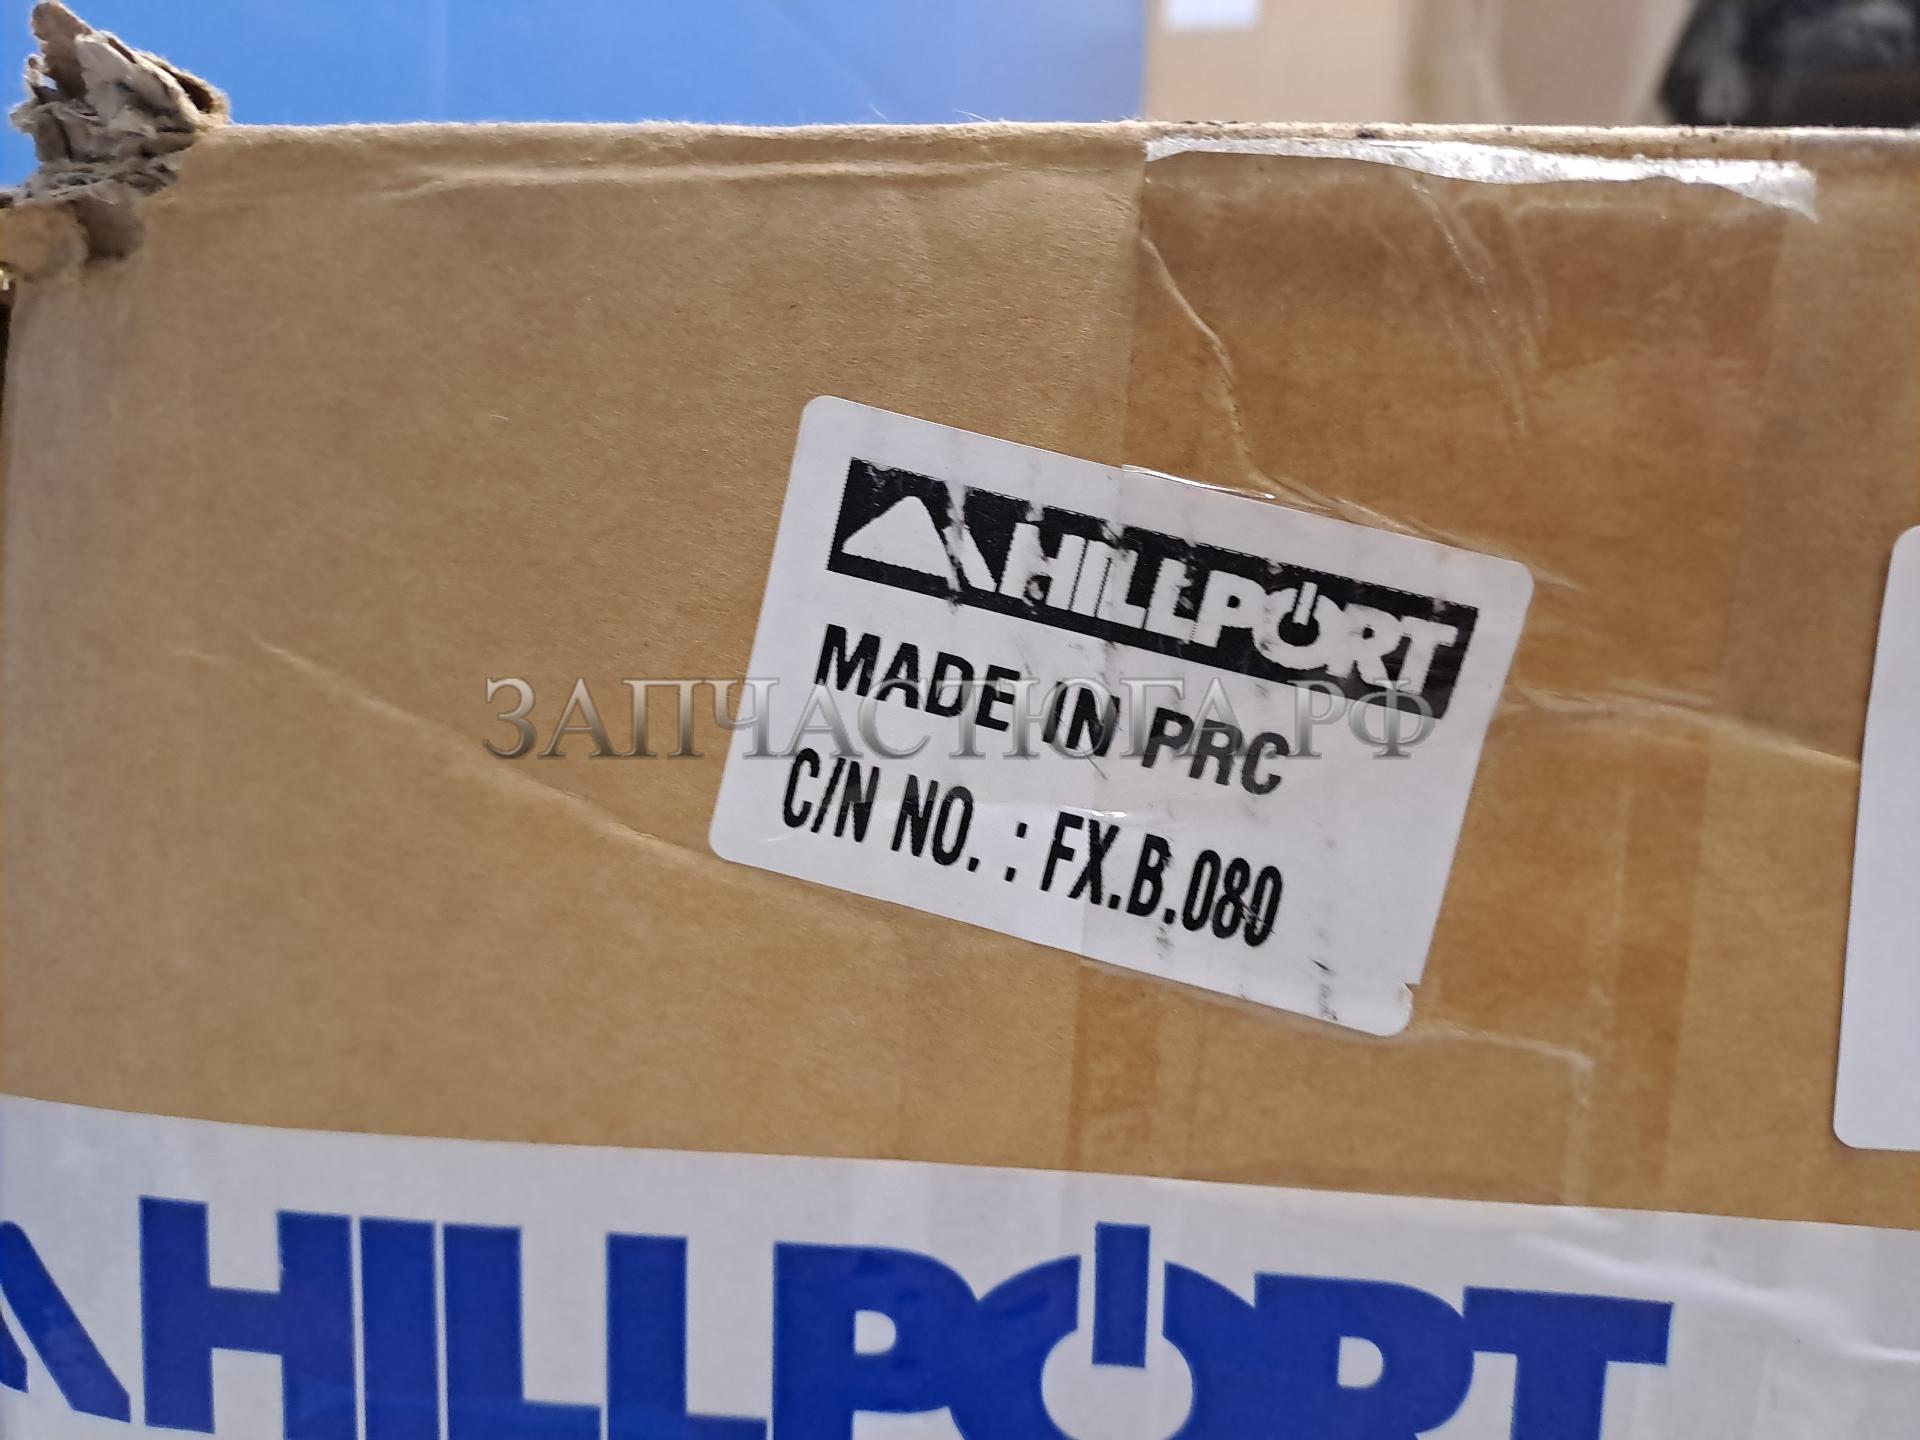 HILLPORT
MADE IN PRC
ЗАПЧАСТЮГА.РФ
C/N NO. : FX.B.080
HILLPORT